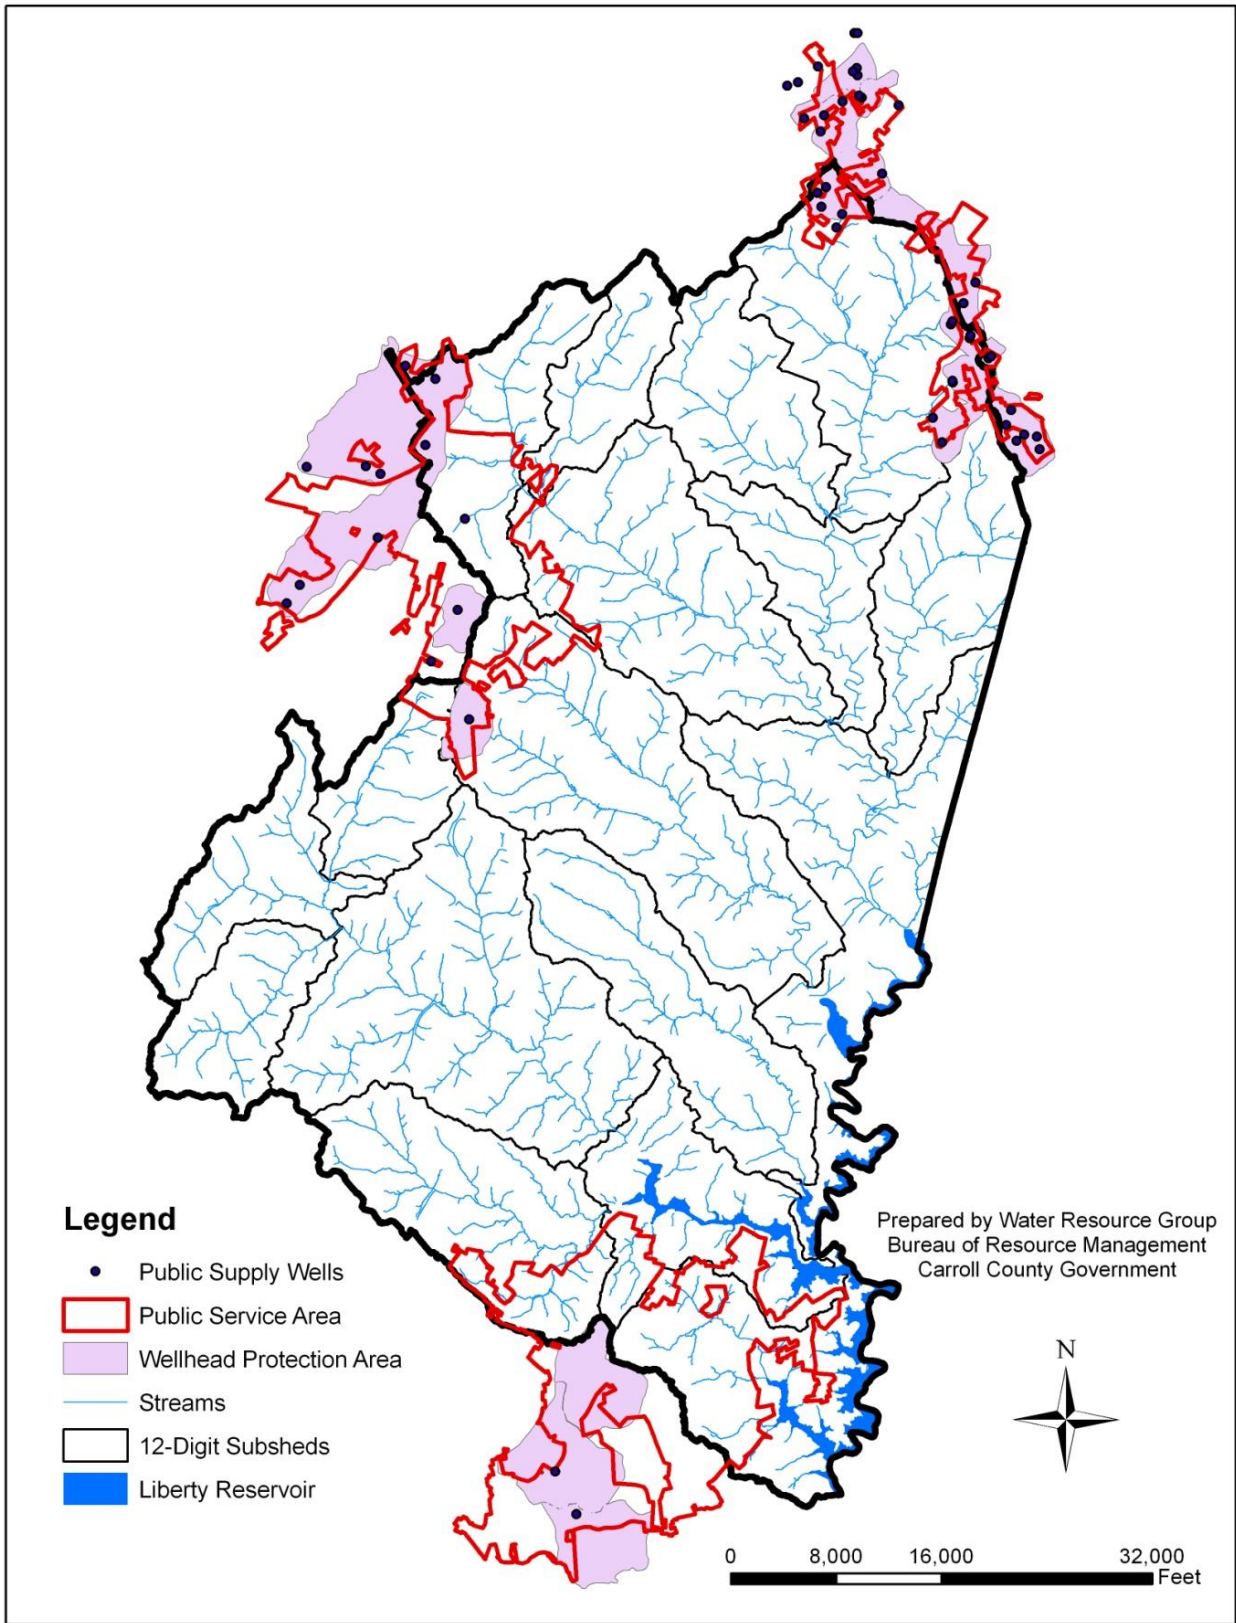 Legend
Public Supply Wells
Public Service Area
Wellhead Protection Area
Streams
12-Digit Subsheds
Liberty Reservoir
Prepared by Water Resource Group
Bureau of Resource Management
Carroll County Government
N
0 8,000 16,000 32,000
Feet